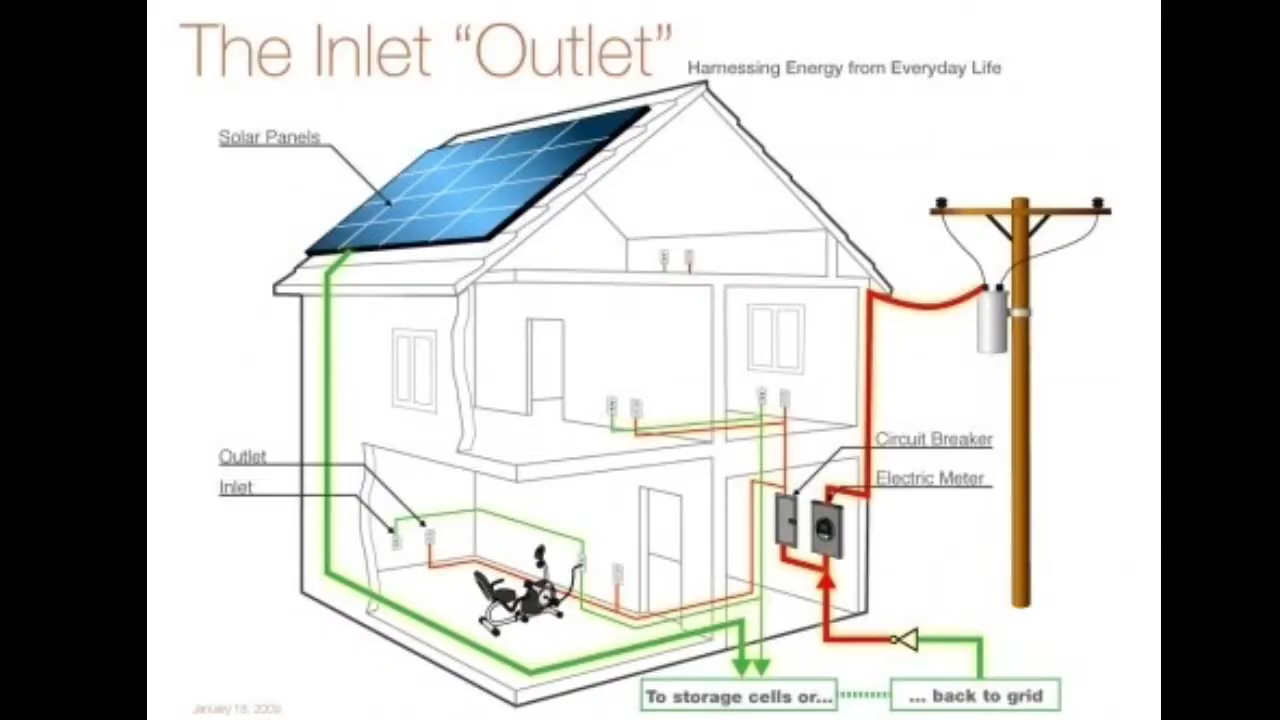 The Inlet “Outlet”
Harnessing Energy from Everyday Life
Solar Panels
Circuit Breaker
Outlet
Electric Meter
Inlet
To storage cells or...
... back to grid